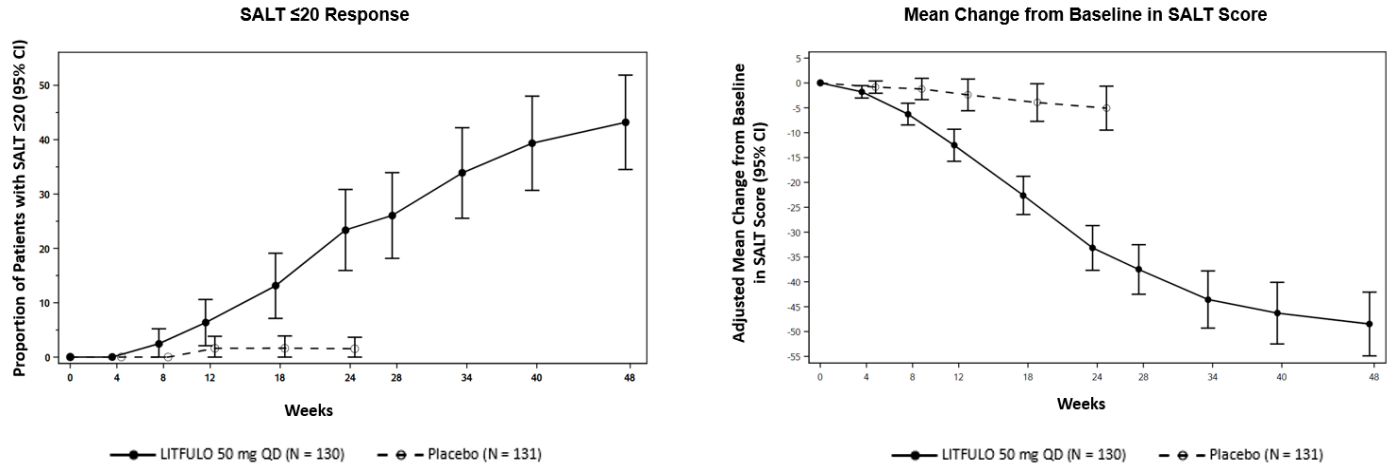 SALT ≤20 Response
Proportion of Patients with SALT ≤20 (95% CI)
50
40
30
20
10
0
0 4 8 12 18 24 28 34 40 48
Weeks
LITFULO 50 mg QD (N = 130) Placebo (N = 131)
Mean Change from Baseline in SALT Score
Adjusted Mean Change from Baseline
in SALT Score (95% CI)
5
0
-5
-10
-15
-20
-25
-30
-35
-40
-45
-50
-55
0 4 8 12 18 24 28 34 40 48
Weeks
LITFULO 50 mg QD (N = 130) Placebo (N = 131)